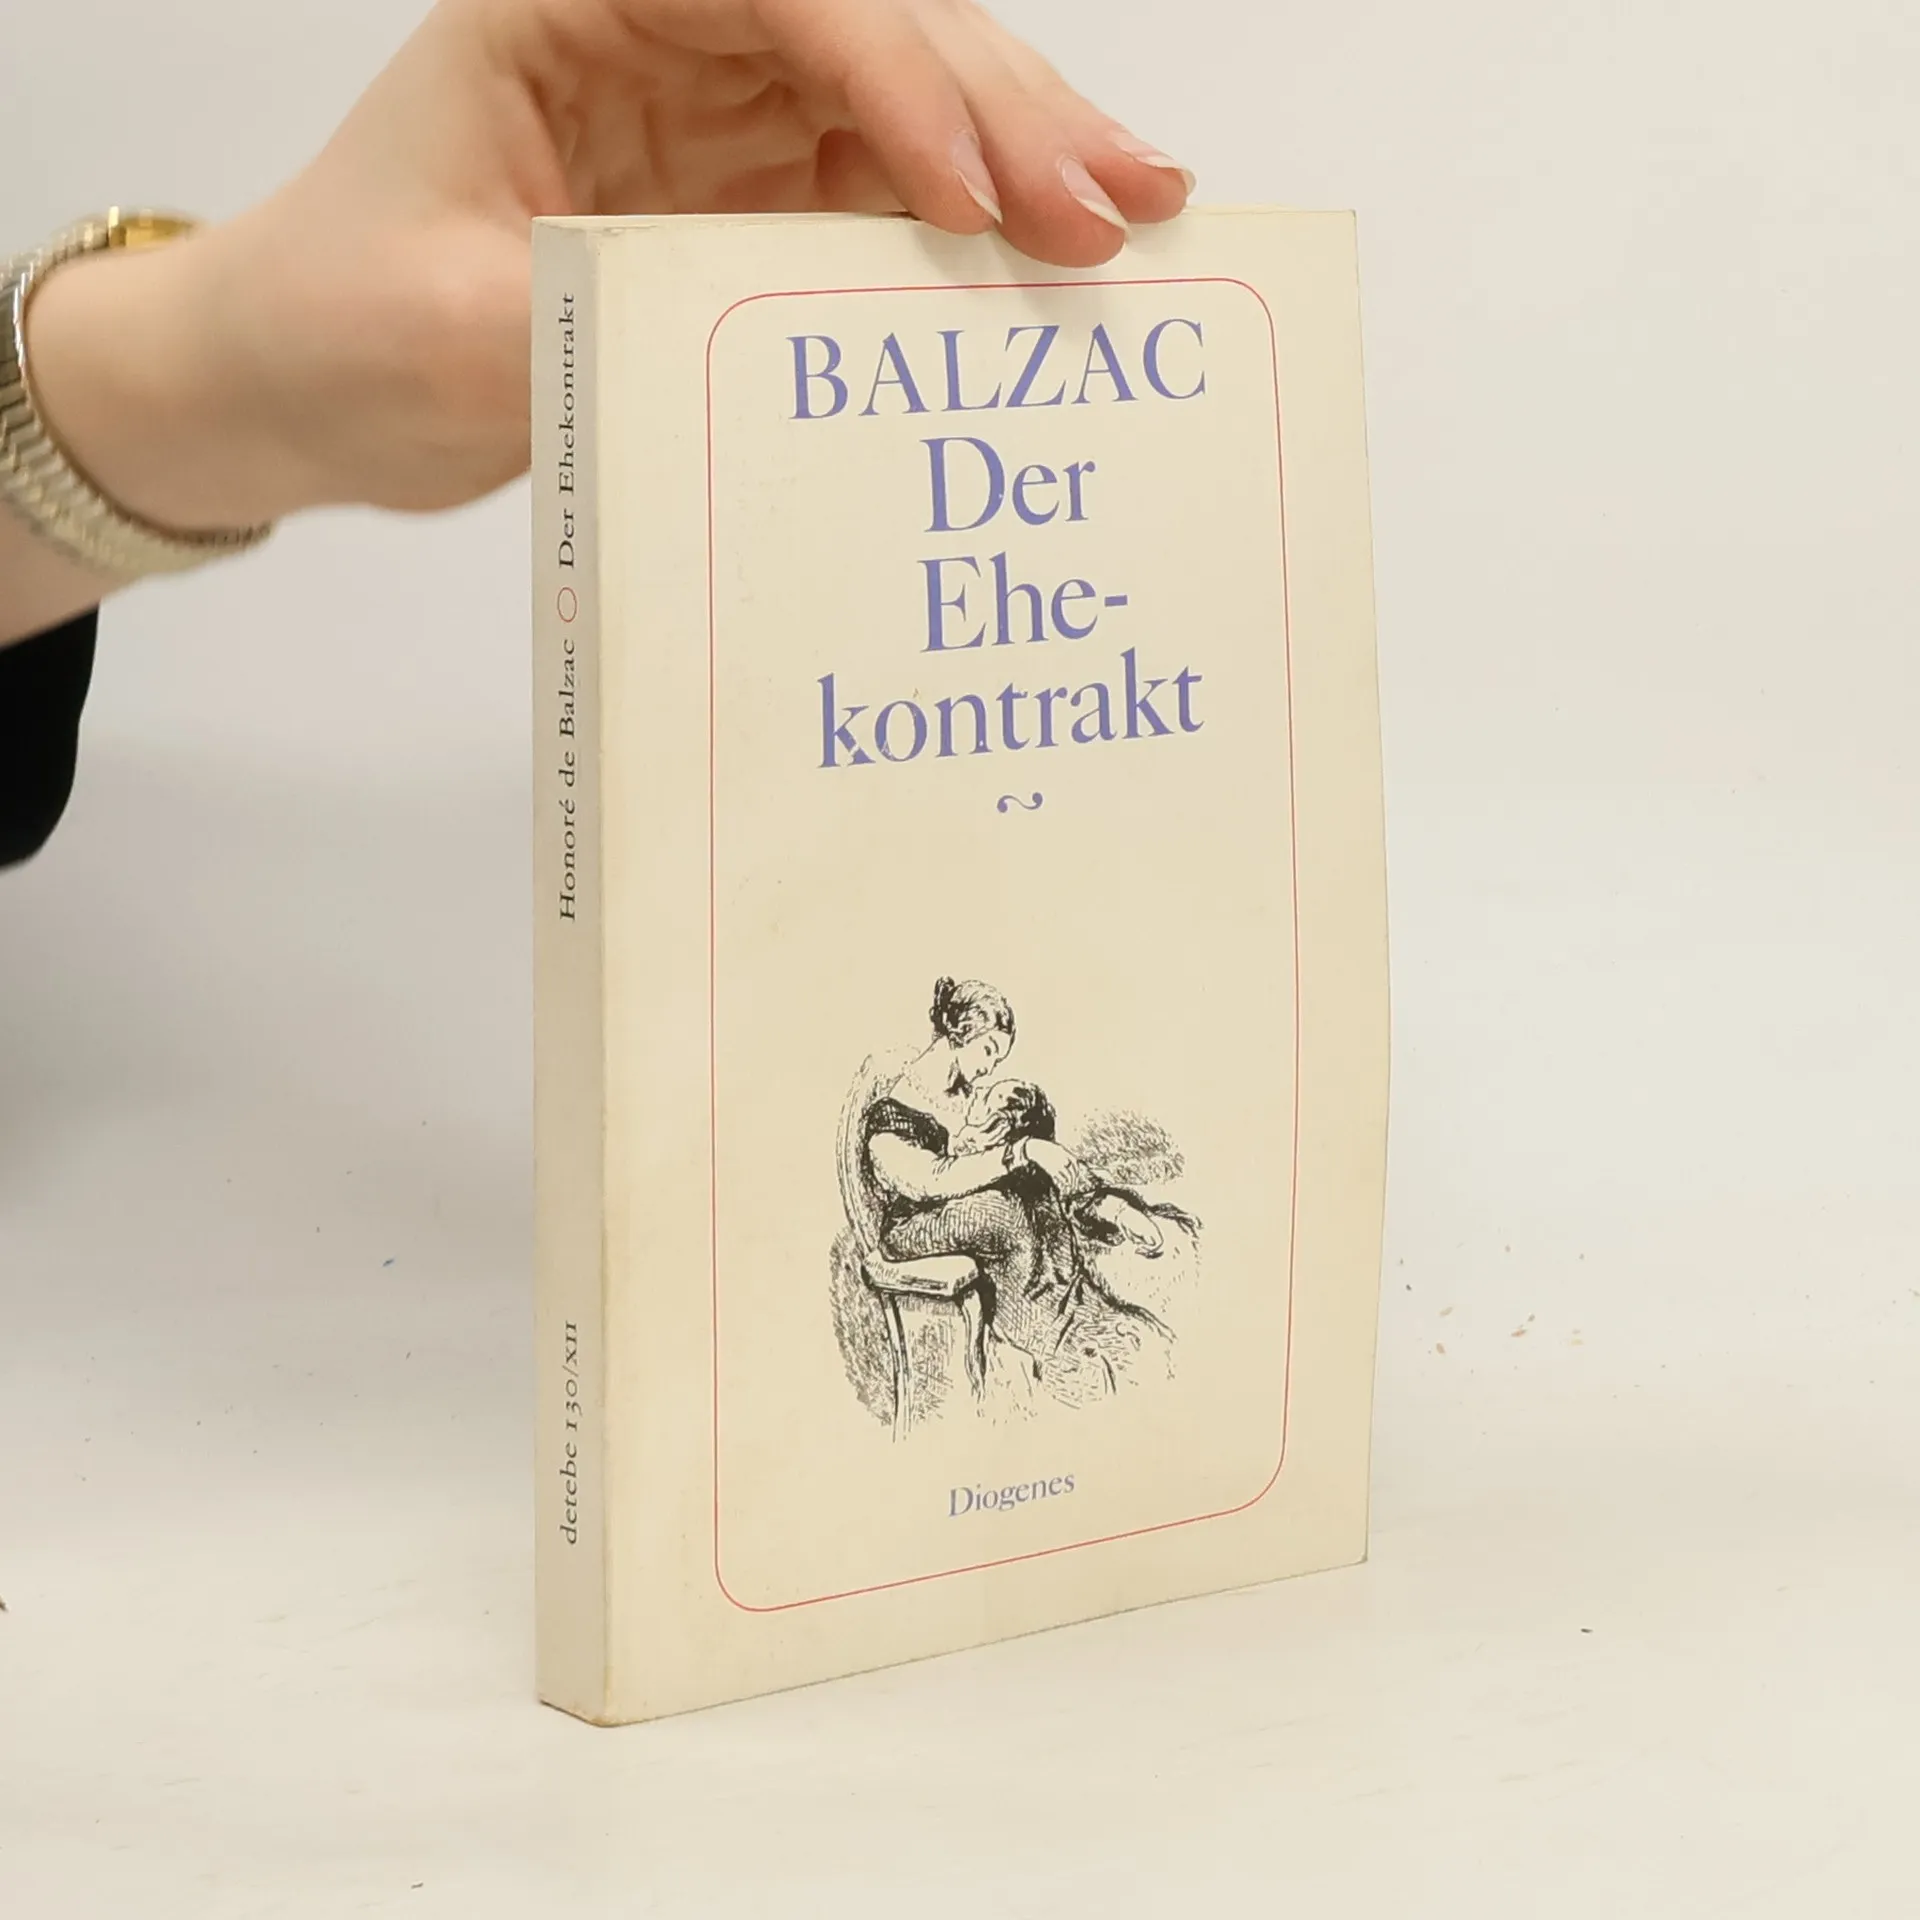 BALZAC
Der
Ehe-
kontrakt
~
Diogenes
Honoré de Balzac O Der Ehekontrakt
detebe 130/XII